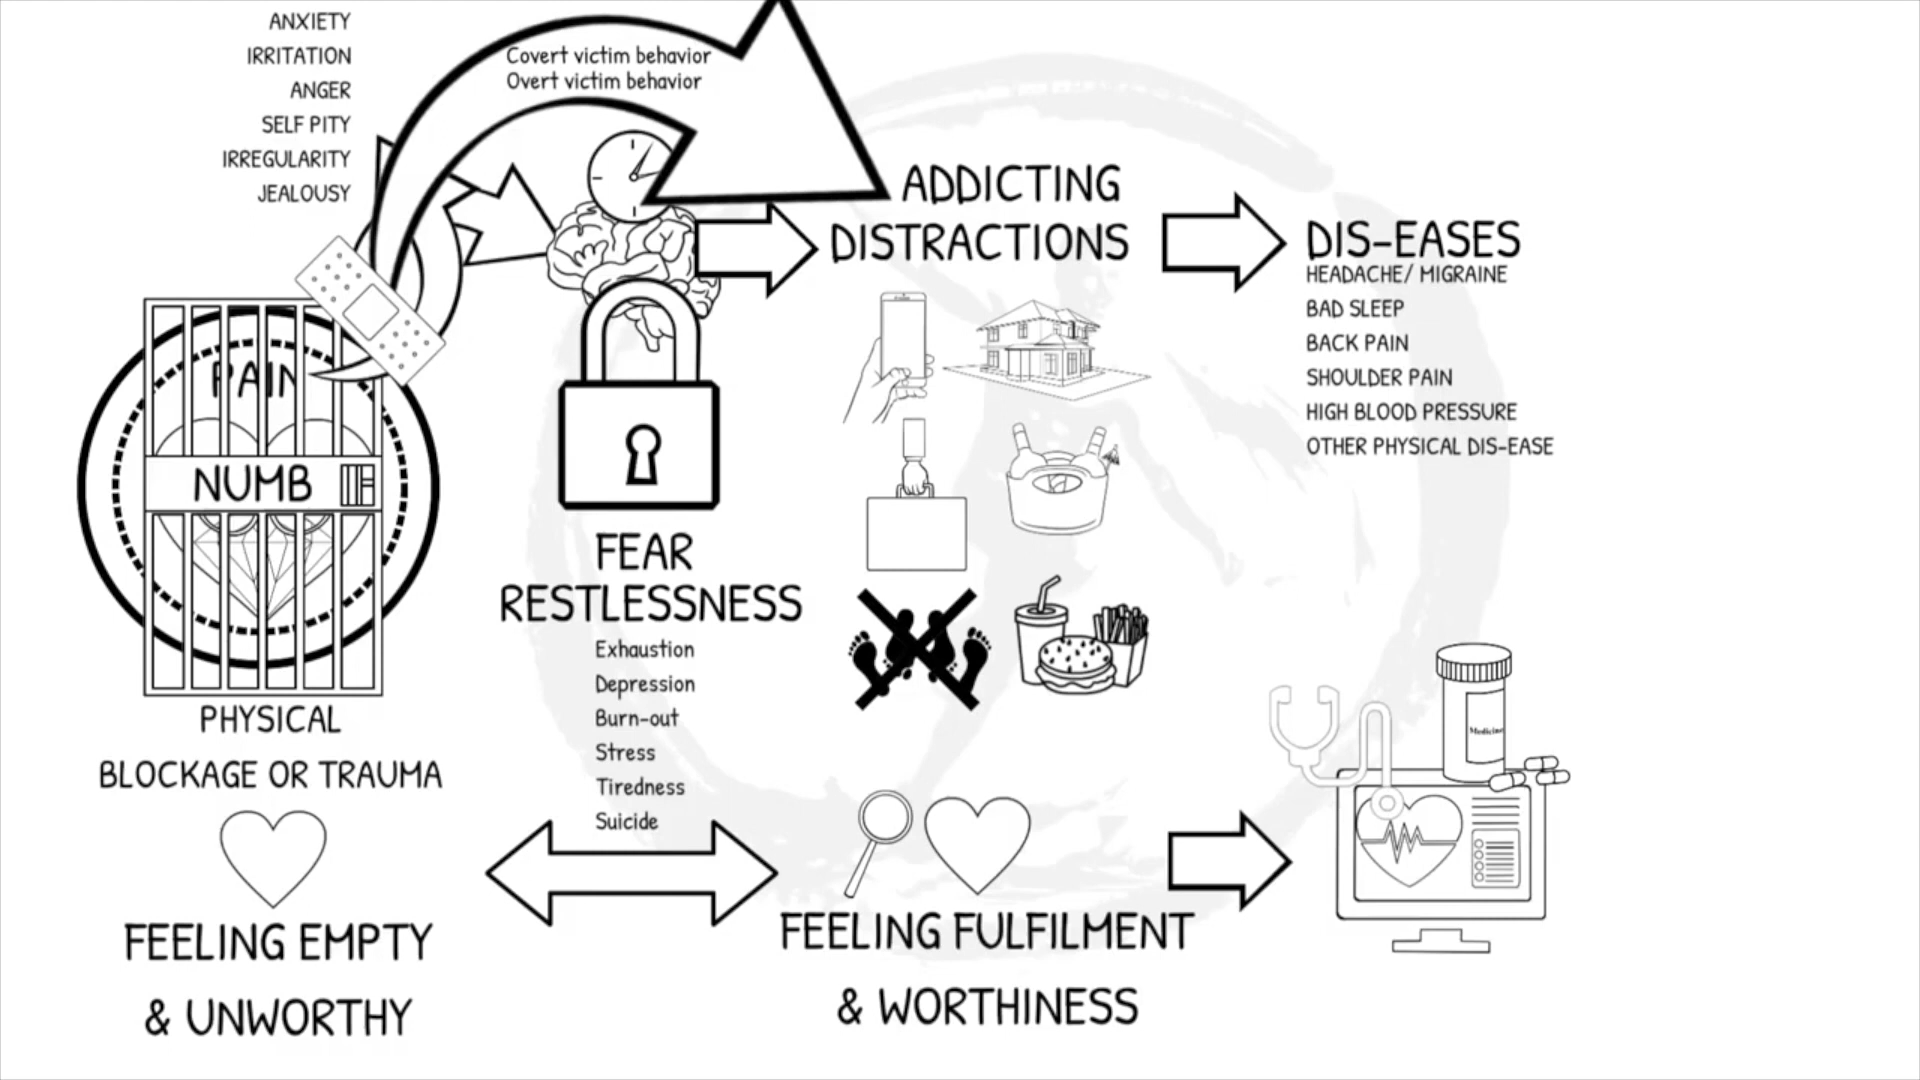 ANXIETY
IRRITATION
ANGER
SELF PITY
IRREGULARITY
JEALOUSY
Covert victim behavior
Overt victim behavior
PAIN
NUMB
PHYSICAL
BLOCKAGE OR TRAUMA
FEELING EMPTY
& UNWORTHY
FEAR
RESTLESSNESS
Exhaustion
Depression
Burn-out
Stress
Tiredness
Suicide
ADDICTING
DISTRACTIONS
FEELING FULFILMENT
& WORTHINESS
DIS-EASES
HEADACHE/ MIGRAINE
BAD SLEEP
BACK PAIN
SHOULDER PAIN
HIGH BLOOD PRESSURE
OTHER PHYSICAL DIS-EASE
Medicine